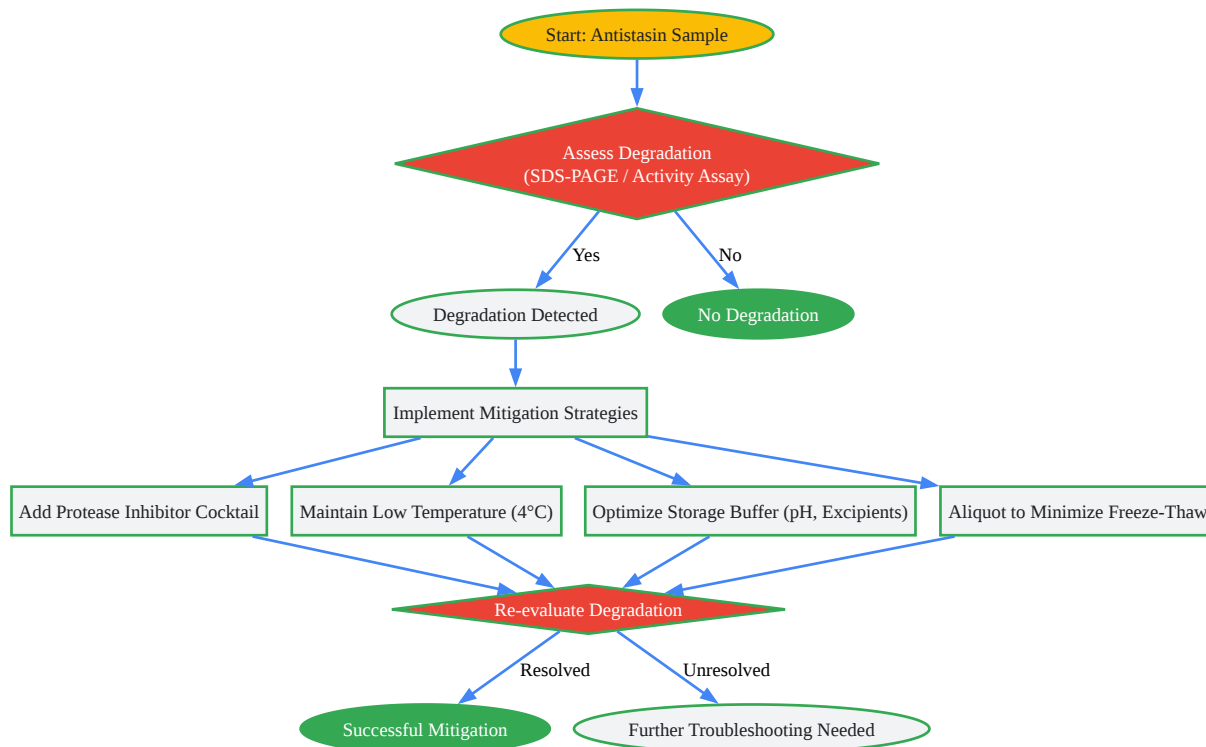 Start: Antistasin Sample
Assess Degradation
(SDS-PAGE / Activity Assay)
Yes
No
Degradation Detected
No Degradation
Implement Mitigation Strategies
Add Protease Inhibitor Cocktail
Maintain Low Temperature (4°C)
Optimize Storage Buffer (pH, Excipients)
Aliquot to Minimize Freeze-Thaw
Re-evaluate Degradation
Resolved
Unresolved
Successful Mitigation
Further Troubleshooting Needed